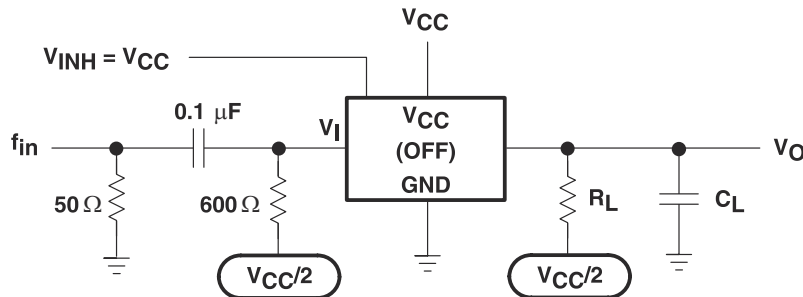 VCC
VINH = VCC
0.1 μF
fin
VI
VCC
(OFF)
GND
VO
50 Ω
600 Ω
RL
CL
VCC/2
VCC/2